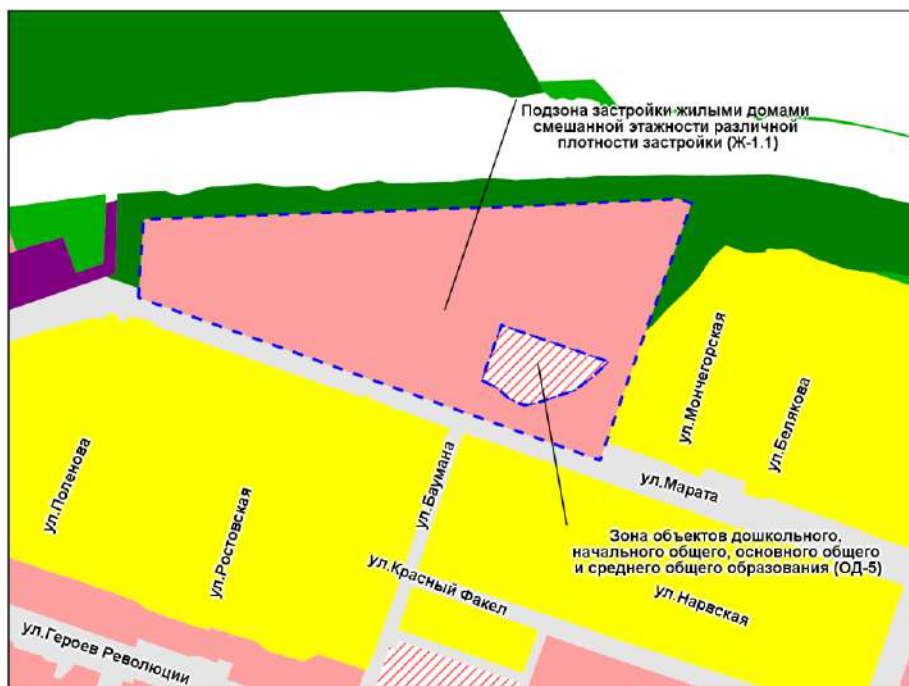 Подзона застройки жилыми домами
смешанной этажности различной
плотности застройки (Ж-1.1)
ул.Мончегорская
ул.Белякова
ул.Поленова
ул.Ростовская
ул.Баумана
ул.Марата
Зона объектов дошкольного,
начального общего, основного общего
и среднего общего образования (ОД-5)
ул.Красный Факел
ул.Нарвская
ул.Героев Революции